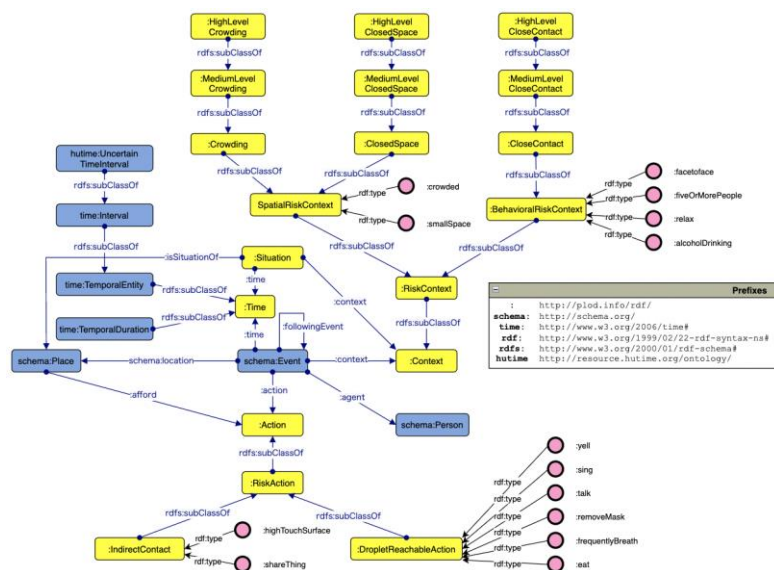 :HighLevel
Crowding
:HighLevel
ClosedSpace
:HighLevel
CloseContact
rdfs:subClassOf
rdfs:subClassOf
rdfs:subClassOf
:MediumLevel
Crowding
:MediumLevel
ClosedSpace
:MediumLevel
CloseContact
rdfs:subClassOf
rdfs:subClassOf
rdfs:subClassOf
hutime:Uncertain
TimeInterval
:Crowding
:ClosedSpace
:CloseContact
rdfs:subClassOf
rdfs:subClassOf
rdfs:subClassOf
rdfs:subClassOf
:facetoface
rdf:type
:crowded
rdf:type
:fiveOrMorePeople
time:Interval
:SpatialRiskContext
rdf:type
:smallSpace
:BehavioralRiskContext
rdf:type
:relax
rdf:type
:alcoholDrinking
rdfs:subClassOf
rdfs:subClassOf
rdfs:subClassOf
:isSituationOf
:Situation
:time
time:TemporalEntity
rdfs:subClassOf
:RiskContext
:Time
:context
rdfs:subClassOf
time:TemporalDuration
rdfs:subClassOf
:time
:followingEvent
schema:Place
schema:location
schema:Event
:context
:Context
Prefixes
: http://plod.info/rdf/
schema: http://schema.org/
time: http://www.w3.org/2006/time#
rdf: http://www.w3.org/1999/02/22-rdf-syntax-ns#
rdfs: http://www.w3.org/2000/01/rdf-schema#
hutime http://resource.hutime.org/ontology/
:afford
:action
:agent
:Action
schema:Person
rdfs:subClassOf
:RiskAction
rdfs:subClassOf
rdfs:subClassOf
:IndirectContact
rdf:type
:highTouchSurface
rdf:type
:shareThing
:DropletReachableAction
rdf:type
:yell
rdf:type
:sing
rdf:type
:talk
rdf:type
:removeMask
rdf:type
:frequentlyBreath
rdf:type
:eat